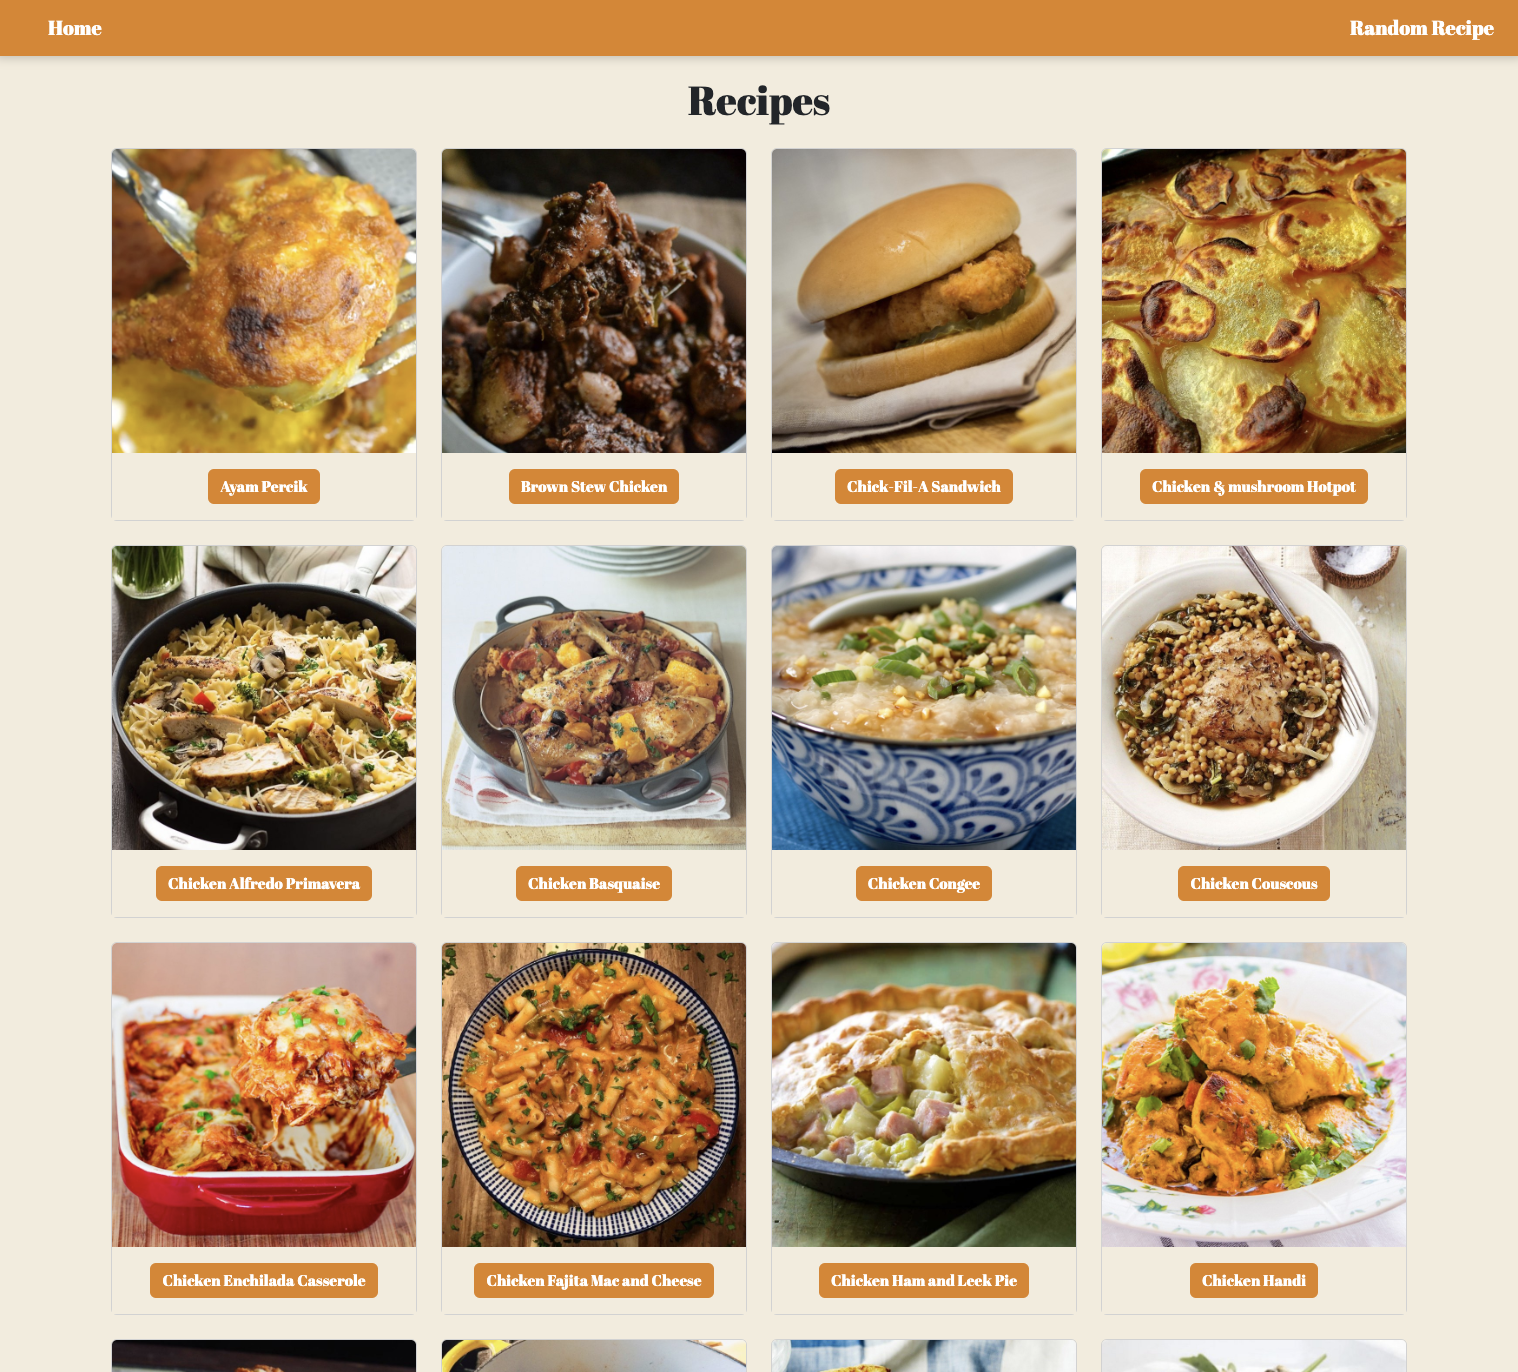 Home
Random Recipe
Recipes
Ayam Percik
Brown Stew Chicken
Chick-Fil-A Sandwich
Chicken & mushroom Hotpot
Chicken Alfredo Primavera
Chicken Basquaise
Chicken Congee
Chicken Couscous
Chicken Enchilada Casserole
Chicken Fajita Mac and Cheese
Chicken Ham and Leek Pie
Chicken Handi